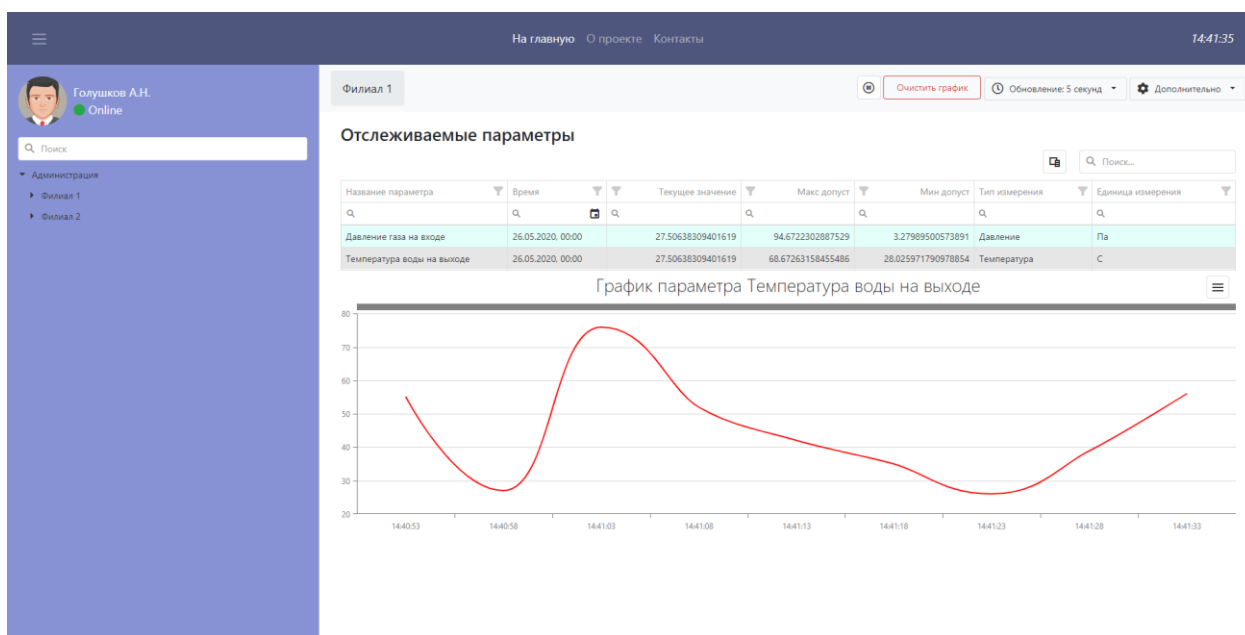 На главную О проекте Контакты 14:41:35
Голушков А.Н.
Online
Поиск
Администрация
Филиал 1
Филиал 2
Филиал 1 Очистить график Обновление: 5 секунд Дополнительно
Отслеживаемые параметры
Поиск...
Название параметра Время Текущее значение Макс допуст Мин допуст Тип измерения Единица измерения
Давление газа на входе 26.05.2020, 00:00 27.50638309401619 94.6722302887529 3.27989500573891 Давление Па
Температура воды на выходе 26.05.2020, 00:00 27.50638309401619 68.67263158455486 28.025971790978854 Температура С
График параметра Температура воды на выходе
80
70
60
50
40
30
20
14:40:53 14:40:58 14:41:03 14:41:08 14:41:13 14:41:18 14:41:23 14:41:28 14:41:33